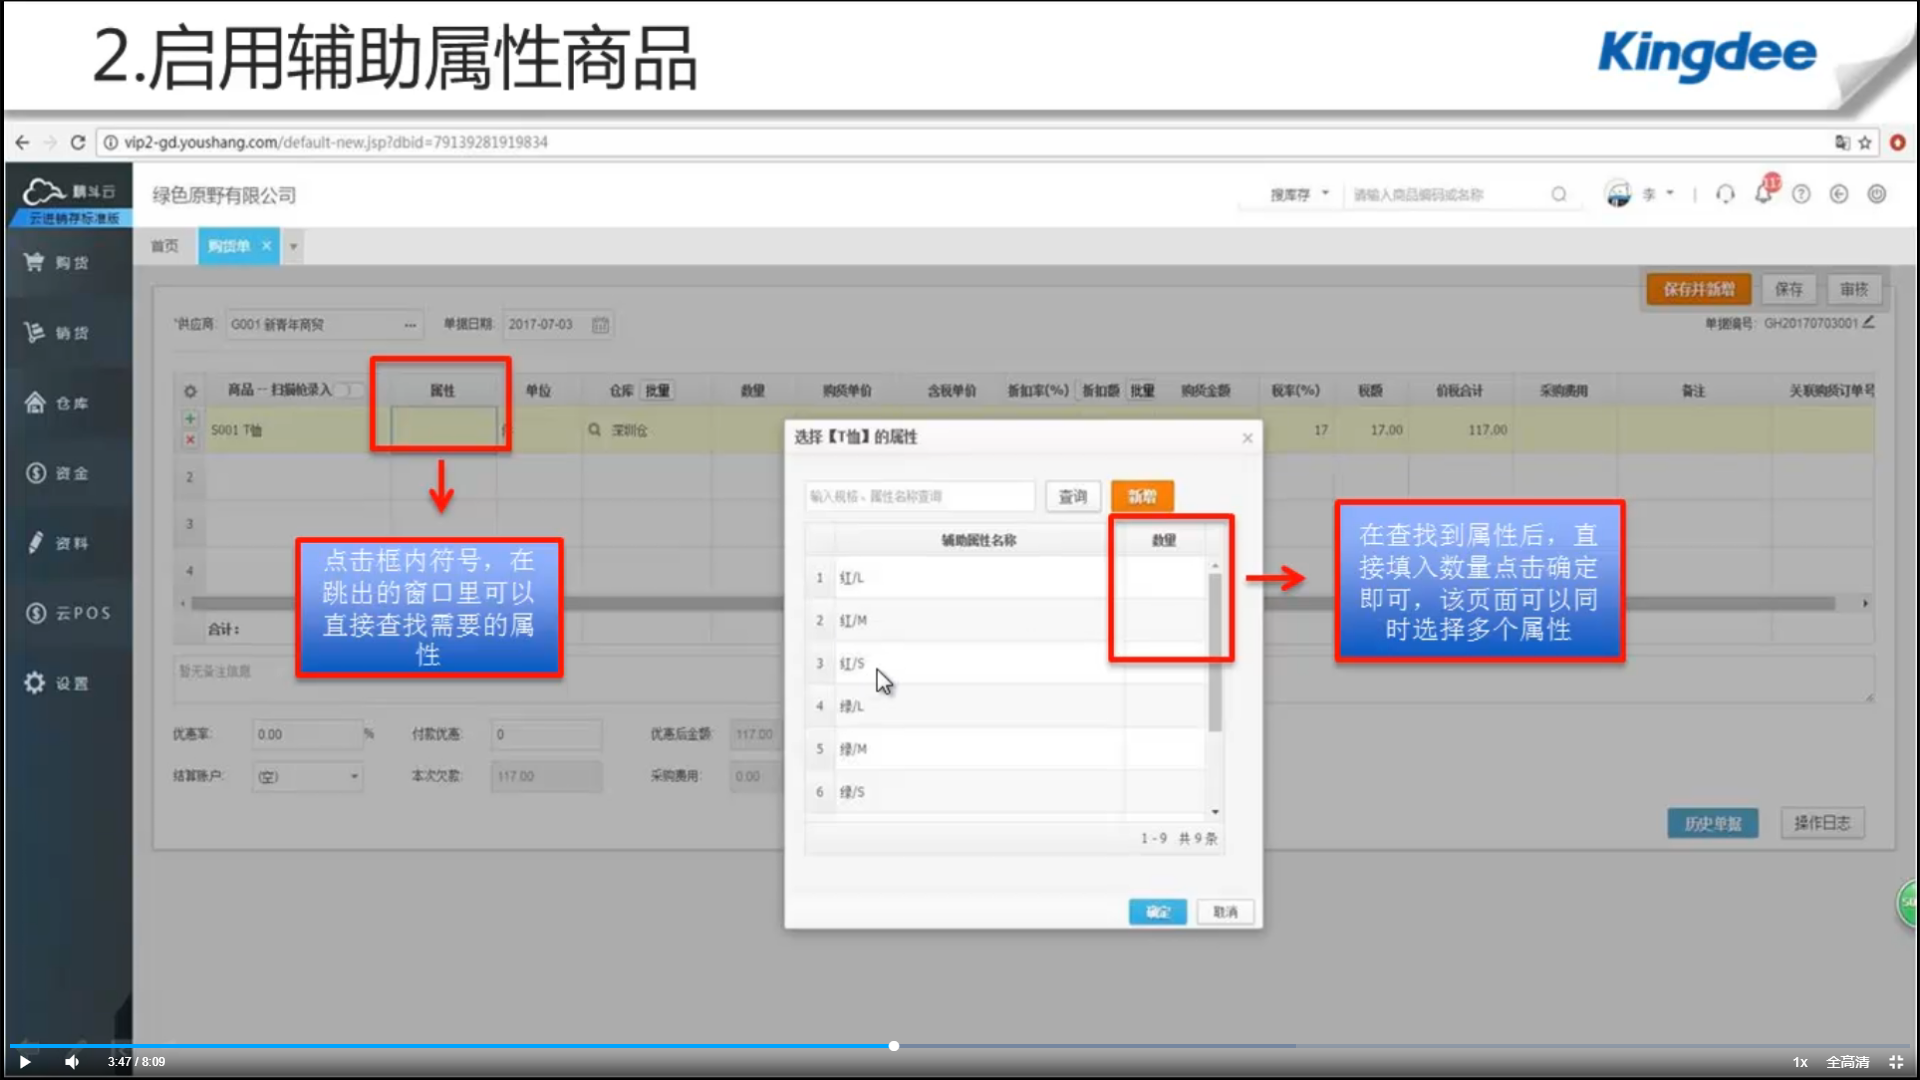 2.启用辅助属性商品
Kingdee
vip2-gd.youshang.com/default-new.jsp?dbid=79139281919834
云进销存标准版
绿色原野有限公司
搜库存
请输入商品编码或名称
李
117
首页
购货单
购货
销货
仓库
资金
资料
云POS
设置
保存并新增
保存
审核
*供应商:
G001 新青年商贸
...
单据日期:
2017-07-03
单据编号:
GH20170703001
商品 -- 扫描枪录入
属性
单位
仓库
批量
数量
购货单价
含税单价
折扣率(%)
折扣额
批量
购货金额
税率(%)
税额
价税合计
采购费用
备注
关联购货订单号
S001 T恤
深圳仓
17
17.00
117.00
2
3
4
合计:
暂无备注信息
优惠率:
0.00
%
付款优惠:
0
优惠后金额:
117.00
结算账户:
(空)
本次欠款:
117.00
采购费用:
0.00
历史单据
操作日志
点击框内符号，在
跳出的窗口里可以
直接查找需要的属
性
选择【T恤】的属性
输入规格、属性名称查询
查询
新增
辅助属性名称
数量
1 红/L
2 红/M
3 红/S
4 绿/L
5 绿/M
6 绿/S
1 - 9 共 9 条
确定
取消
在查找到属性后，直
接填入数量点击确定
即可，该页面可以同
时选择多个属性
3:47 / 8:09
1x
全高清